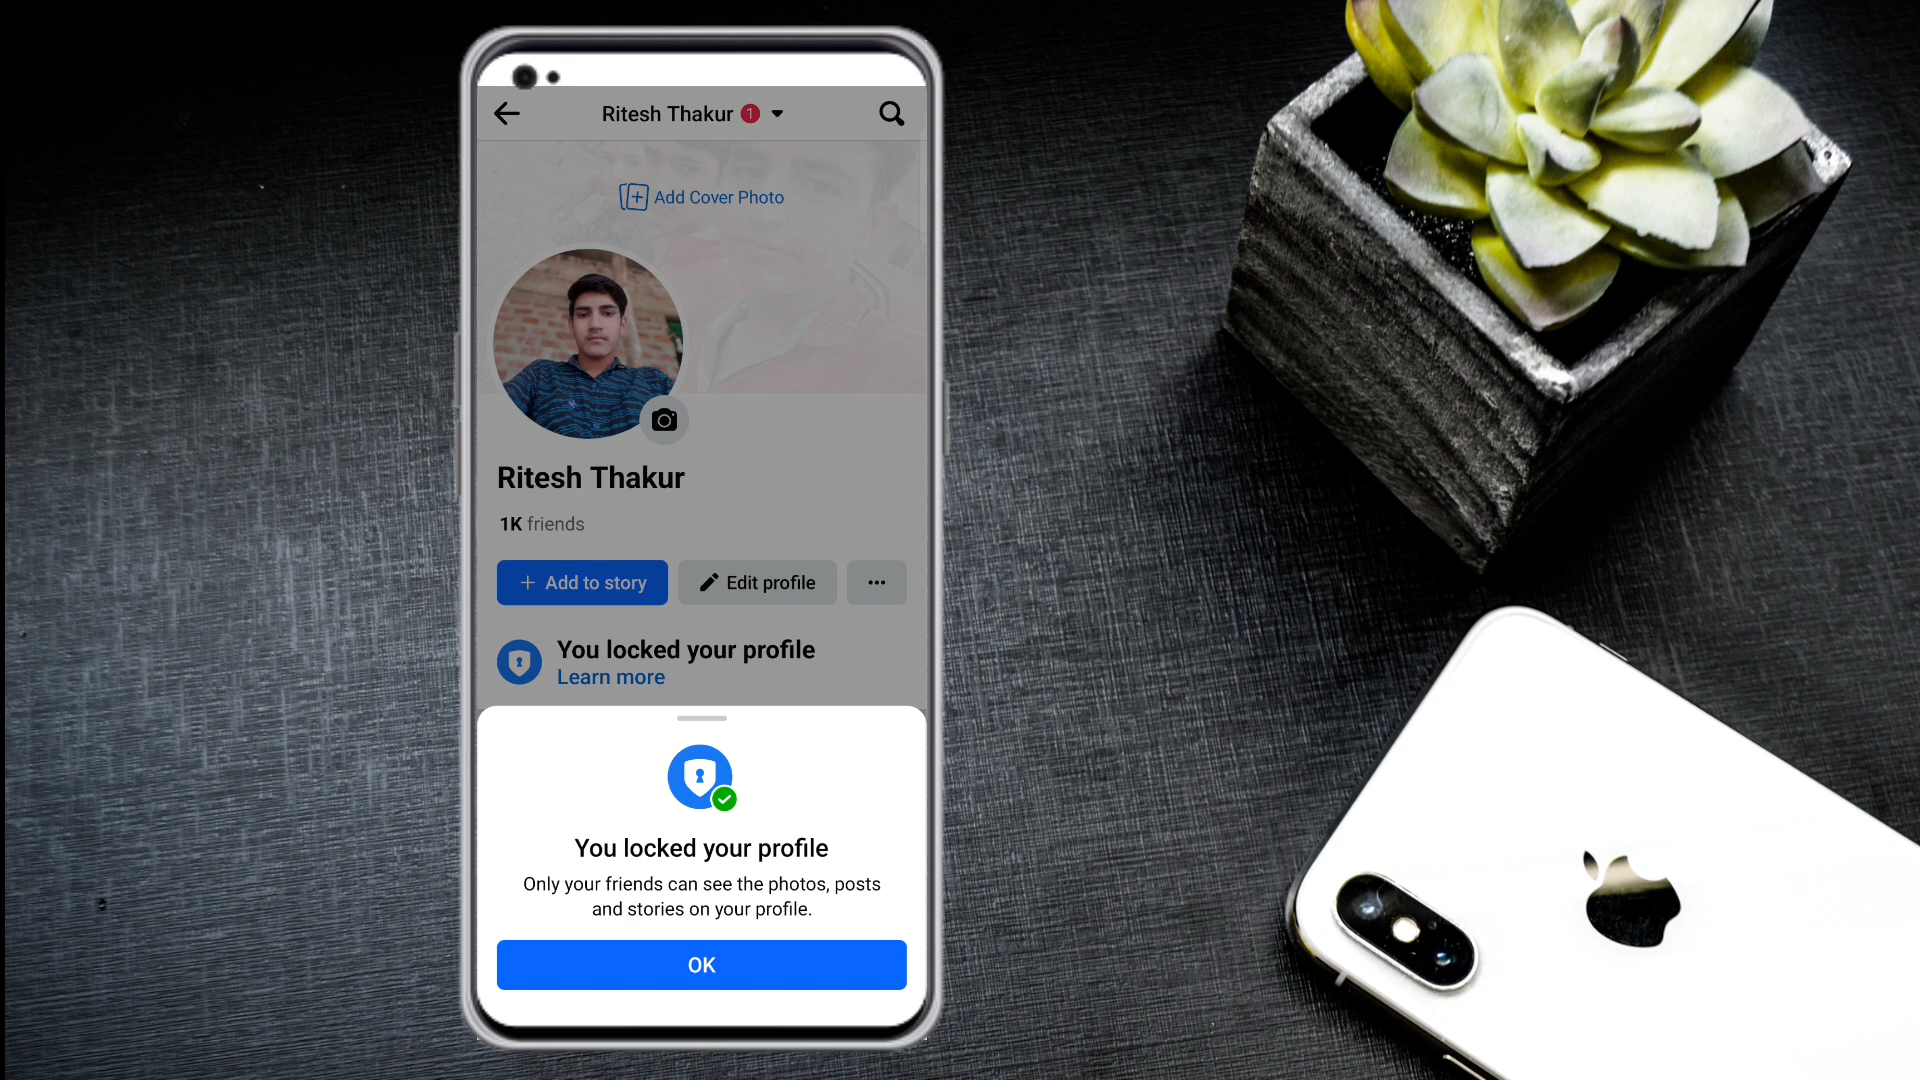 Ritesh Thakur 1
Add Cover Photo
Ritesh Thakur
1K friends
+ Add to story
Edit profile
...
You locked your profile
Learn more
You locked your profile
Only your friends can see the photos, posts
and stories on your profile.
OK